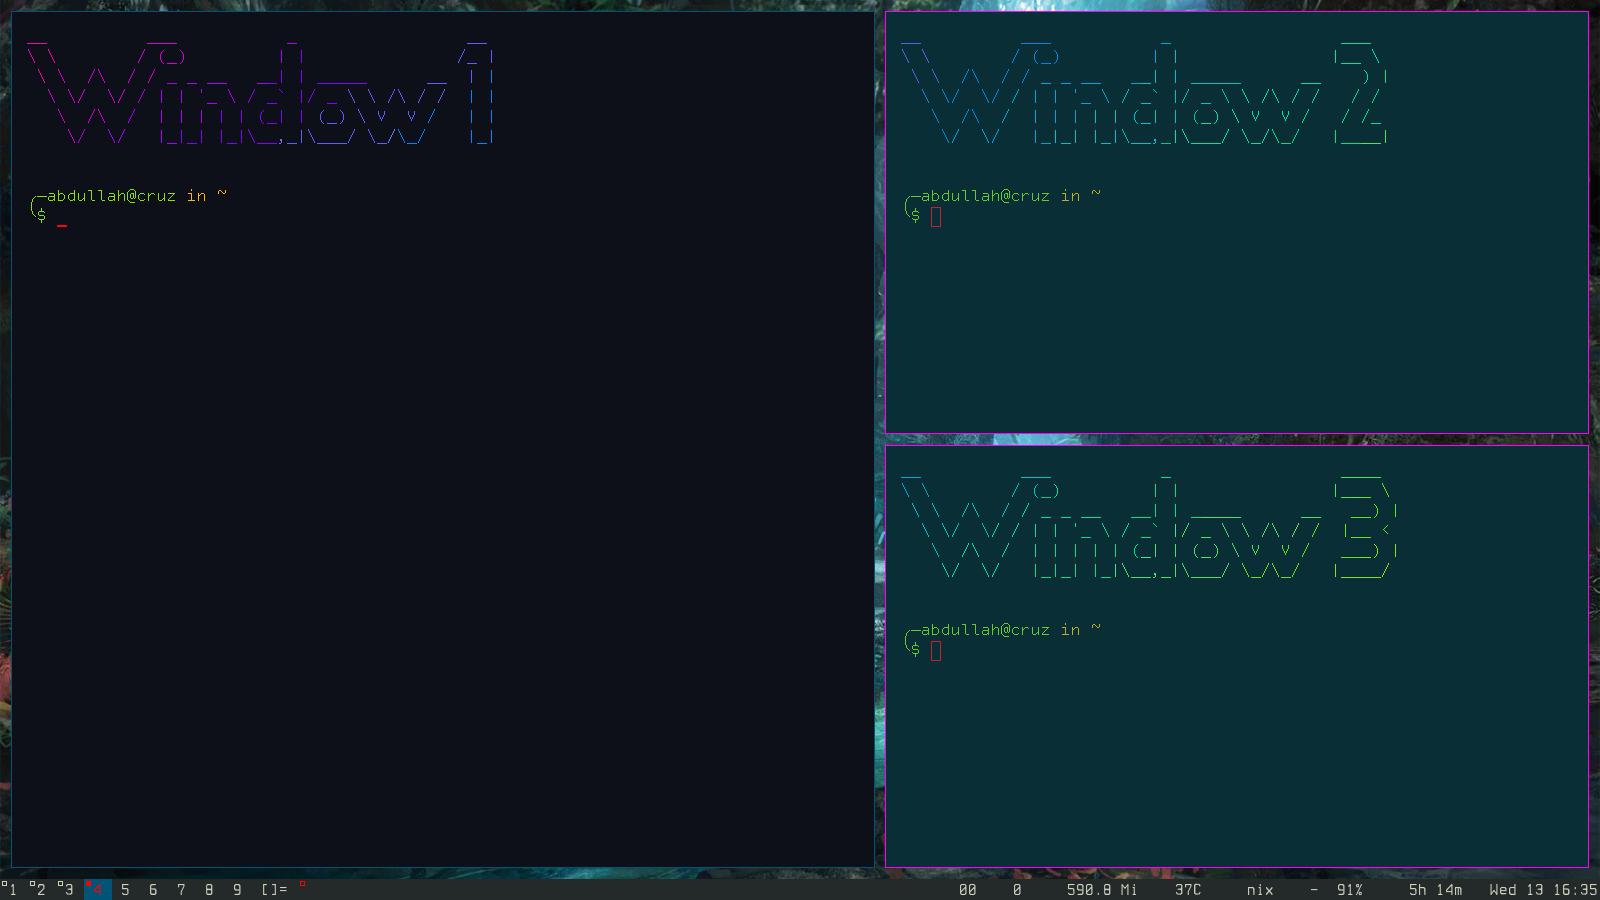 Window 1
abdullah@cruz in ~
$
Window 2
abdullah@cruz in ~
$
Window 3
abdullah@cruz in ~
$
1 2 3 4 5 6 7 8 9 []= 00 0 590.8 Mi 37C nix - 91% 5h 14m Wed 13 16:35